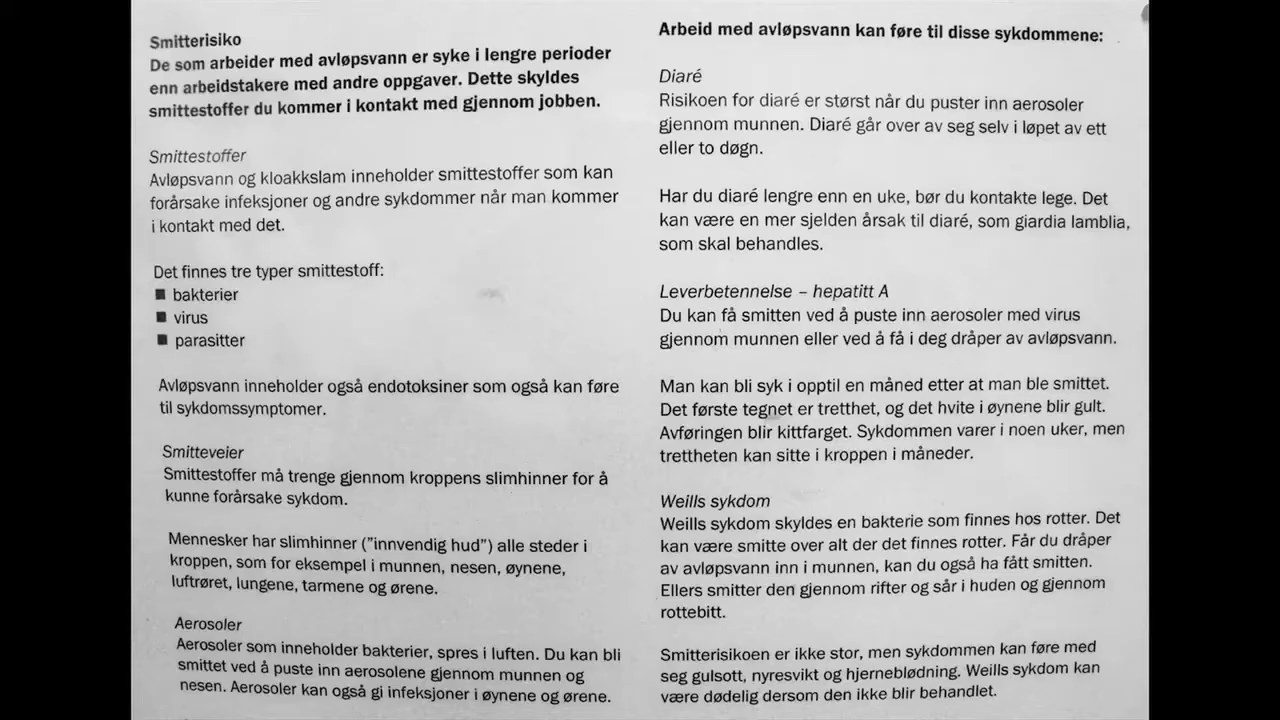 Smitterisiko
De som arbeider med avløpsvann er syke i lengre perioder
enn arbeidstakere med andre oppgaver. Dette skyldes
smittestoffer du kommer i kontakt med gjennom jobben.
Smittestoffer
Avløpsvann og kloakkslam inneholder smittestoffer som kan
forårsake infeksjoner og andre sykdommer når man kommer
i kontakt med det.
Det finnes tre typer smittestoff:
■ bakterier
■ virus
■ parasitter
Avløpsvann inneholder også endotoksiner som også kan føre
til sykdomssymptomer.
Smitteveier
Smittestoffer må trenge gjennom kroppens slimhinner for å
kunne forårsake sykdom.
Mennesker har slimhinner (”innvendig hud”) alle steder i
kroppen, som for eksempel i munnen, nesen, øynene,
luftrøret, lungene, tarmene og ørene.
Aerosoler
Aerosoler som inneholder bakterier, spres i luften. Du kan bli
smittet ved å puste inn aerosolene gjennom munnen og
nesen. Aerosoler kan også gi infeksjoner i øynene og ørene.
Arbeid med avløpsvann kan føre til disse sykdommene:
Diaré
Risikoen for diaré er størst når du puster inn aerosoler
gjennom munnen. Diaré går over av seg selv i løpet av ett
eller to døgn.
Har du diaré lengre enn en uke, bør du kontakte lege. Det
kan være en mer sjelden årsak til diaré, som giardia lamblia,
som skal behandles.
Leverbetennelse – hepatitt A
Du kan få smitten ved å puste inn aerosoler med virus
gjennom munnen eller ved å få i deg dråper av avløpsvann.
Man kan bli syk i opptil en måned etter at man ble smittet.
Det første tegnet er tretthet, og det hvite i øynene blir gult.
Avføringen blir kittfarget. Sykdommen varer i noen uker, men
trettheten kan sitte i kroppen i måneder.
Weills sykdom
Weills sykdom skyldes en bakterie som finnes hos rotter. Det
kan være smitte over alt der det finnes rotter. Får du dråper
av avløpsvann inn i munnen, kan du også ha fått smitten.
Ellers smitter den gjennom rifter og sår i huden og gjennom
rottebitt.
Smitterisikoen er ikke stor, men sykdommen kan føre med
seg gulsott, nyresvikt og hjerneblødning. Weills sykdom kan
være dødelig dersom den ikke blir behandlet.